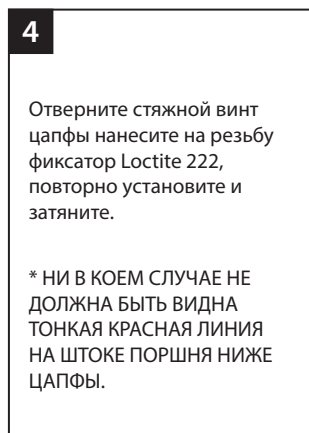 4
Отверните стяжной винт
цапфы нанесите на резьбу
фиксатор Loctite 222,
повторно установите и
затяните.
* НИ В КОЕМ СЛУЧАЕ НЕ
ДОЛЖНА БЫТЬ ВИДНА
ТОНКАЯ КРАСНАЯ ЛИНИЯ
НА ШТОКЕ ПОРШНЯ НИЖЕ
ЦАПФЫ.